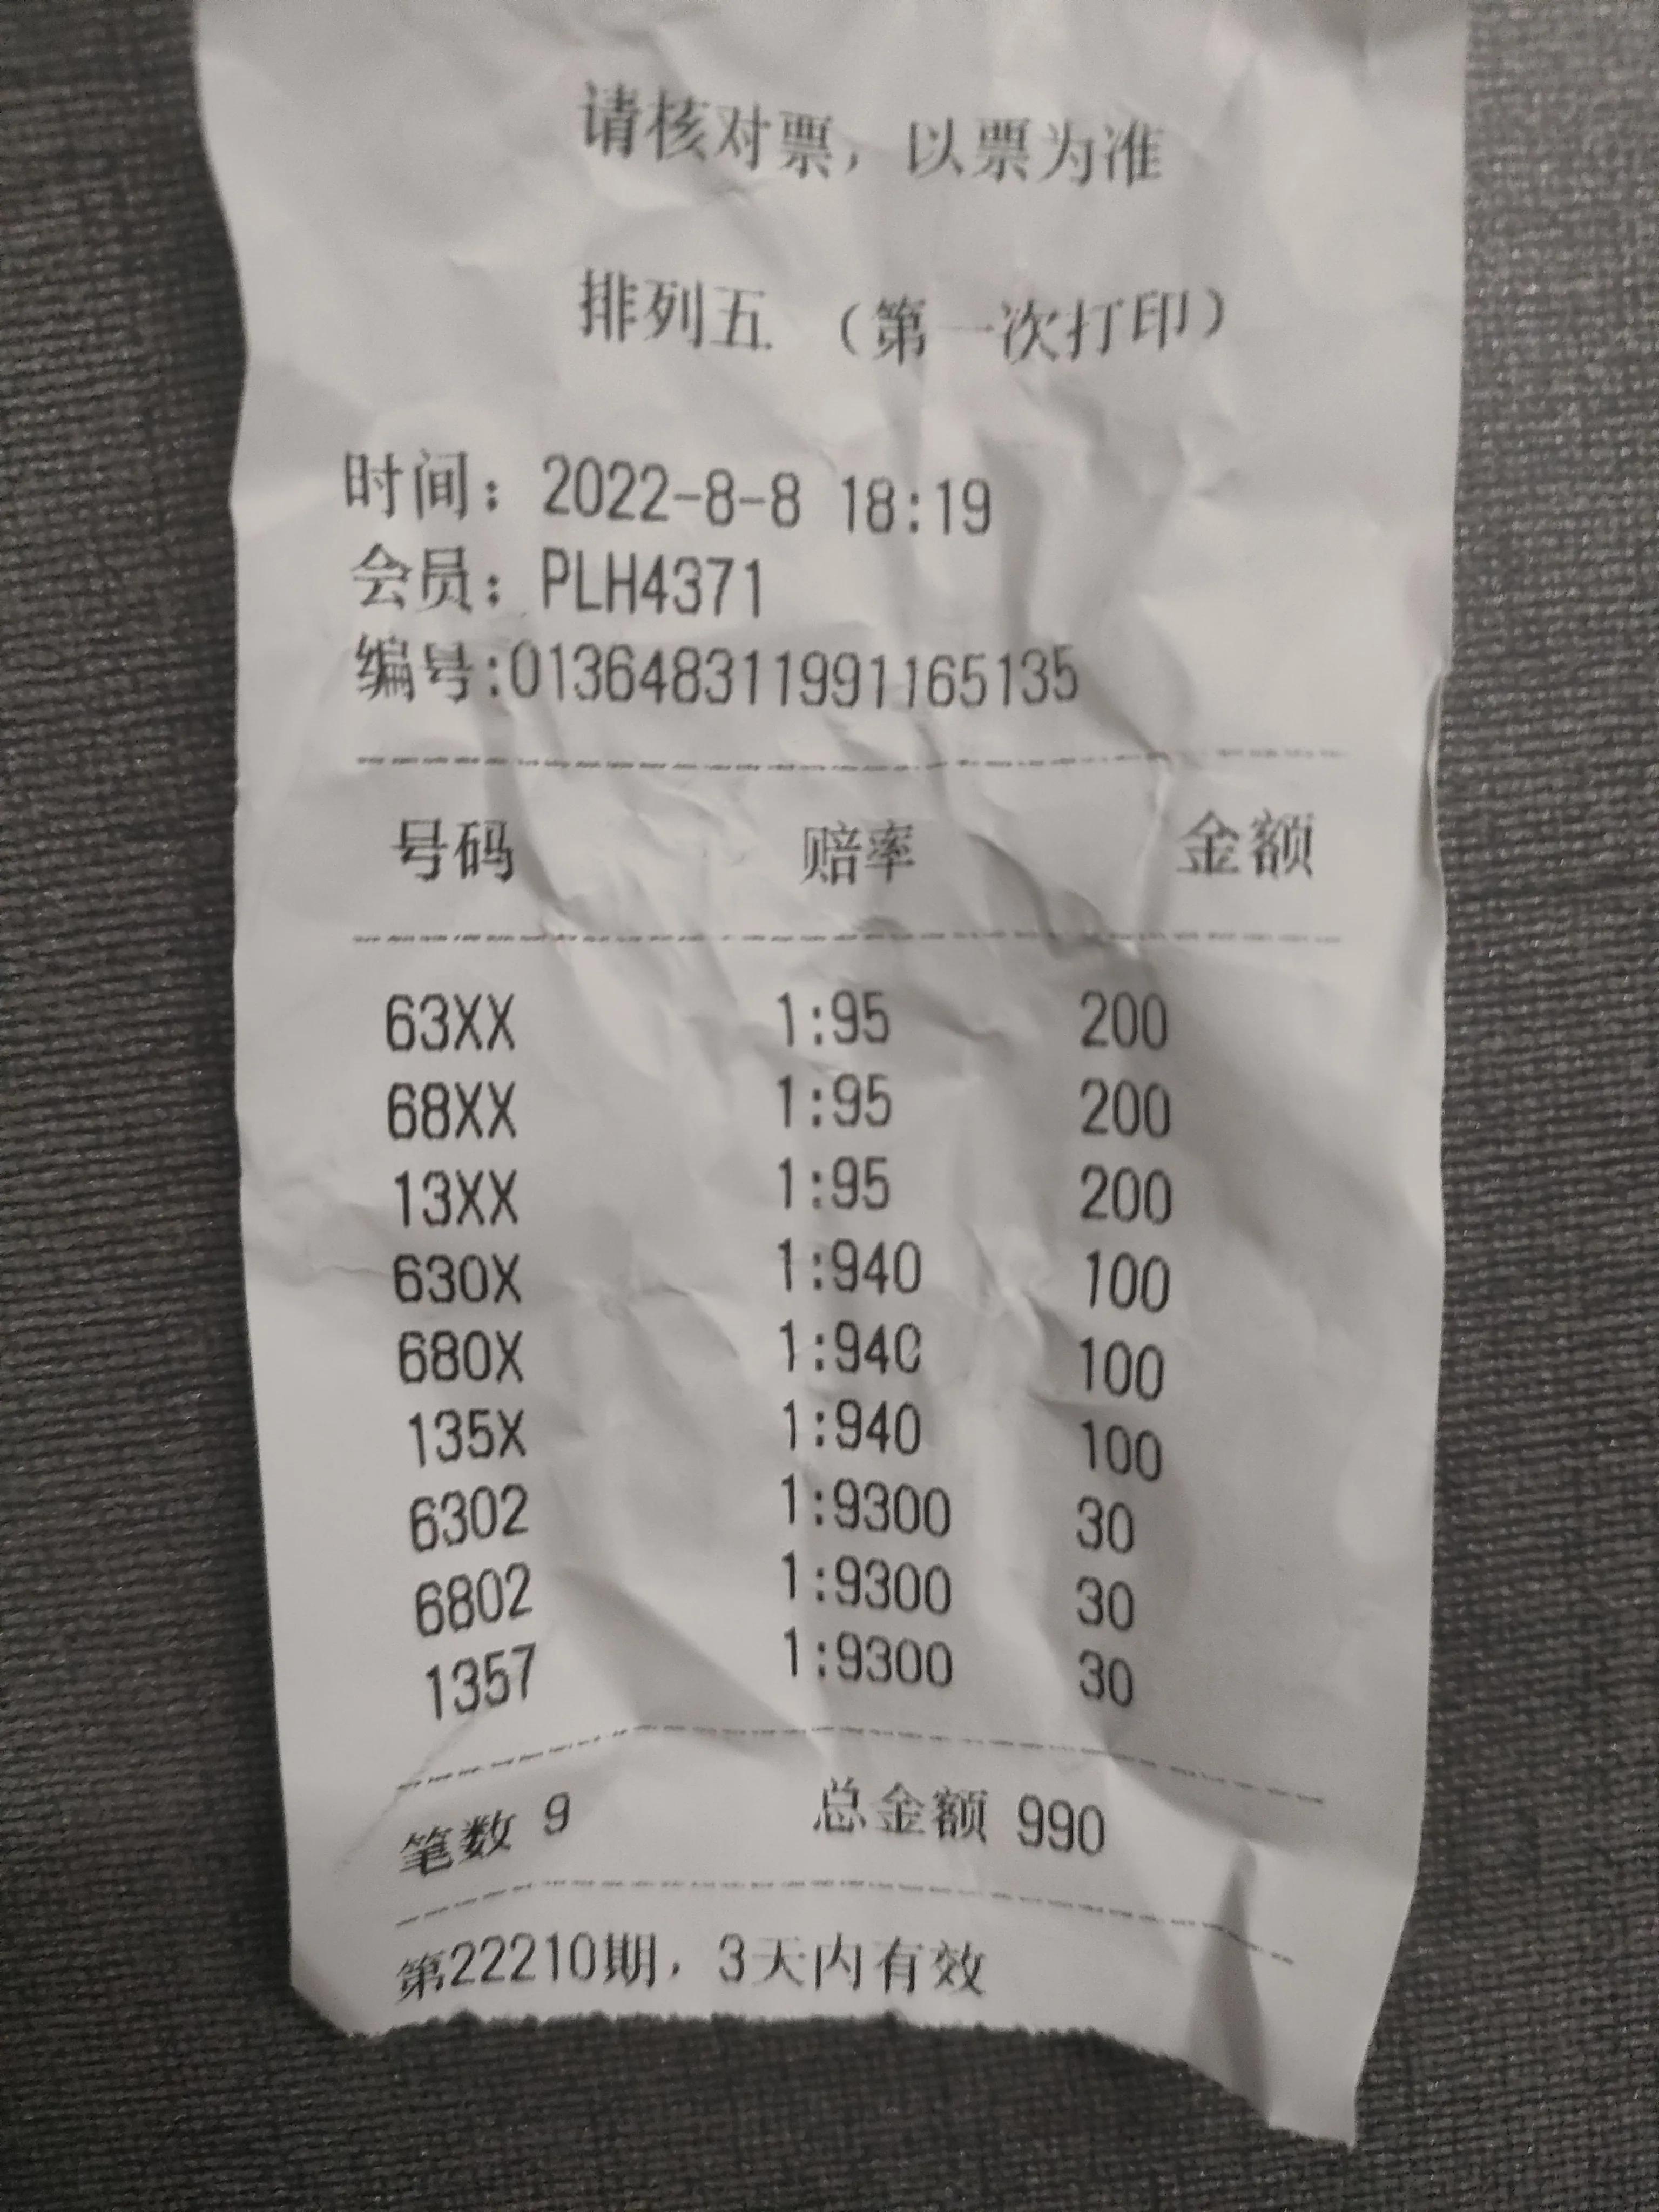 请核对票，以票为准
排列五（第一次打印）
时间：2022-8-8 18:19
会员：PLH4371
编号:013648311991165135
号码 赔率 金额
63XX 1:95 200
68XX 1:95 200
13XX 1:95 200
630X 1:940 100
680X 1:940 100
135X 1:940 100
6302 1:9300 30
6802 1:9300 30
1357 1:9300 30
笔数 9 总金额 990
第22210期，3天内有效